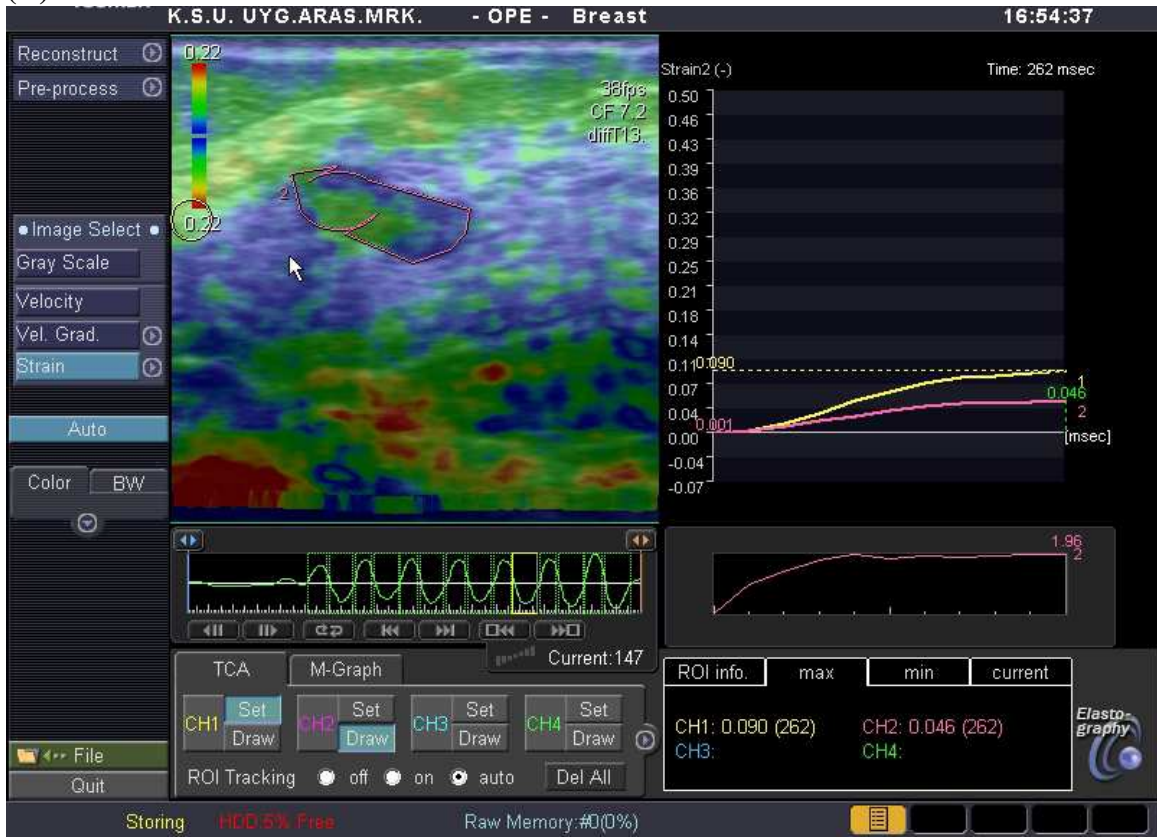 K.S.U. UYG.ARAS.MRK. - OPE - Breast 16:54:37
Reconstruct
Pre-process
Image Select
Gray Scale
Velocity
Vel. Grad.
Strain
Auto
Color BW
File
Quit
0.22
0.22
38fps
CF 7.2
diffT13.
2
Strain2 (-) Time: 262 msec
0.50
0.46
0.43
0.39
0.36
0.32
0.29
0.25
0.21
0.18
0.14
0.11 0.090
0.07
0.04
0.001
0.00
-0.04
-0.07
1
0.046
2
[msec]
1.96
2
Current:147
TCA M-Graph
CH1 Set Draw CH2 Set Draw CH3 Set Draw CH4 Set Draw
ROI Tracking off on auto Del All
ROI info. max min current
CH1: 0.090 (262) CH2: 0.046 (262)
CH3: CH4:
Elasto-
graphy
Storing HDD 5% Free Raw Memory:#0(0%)